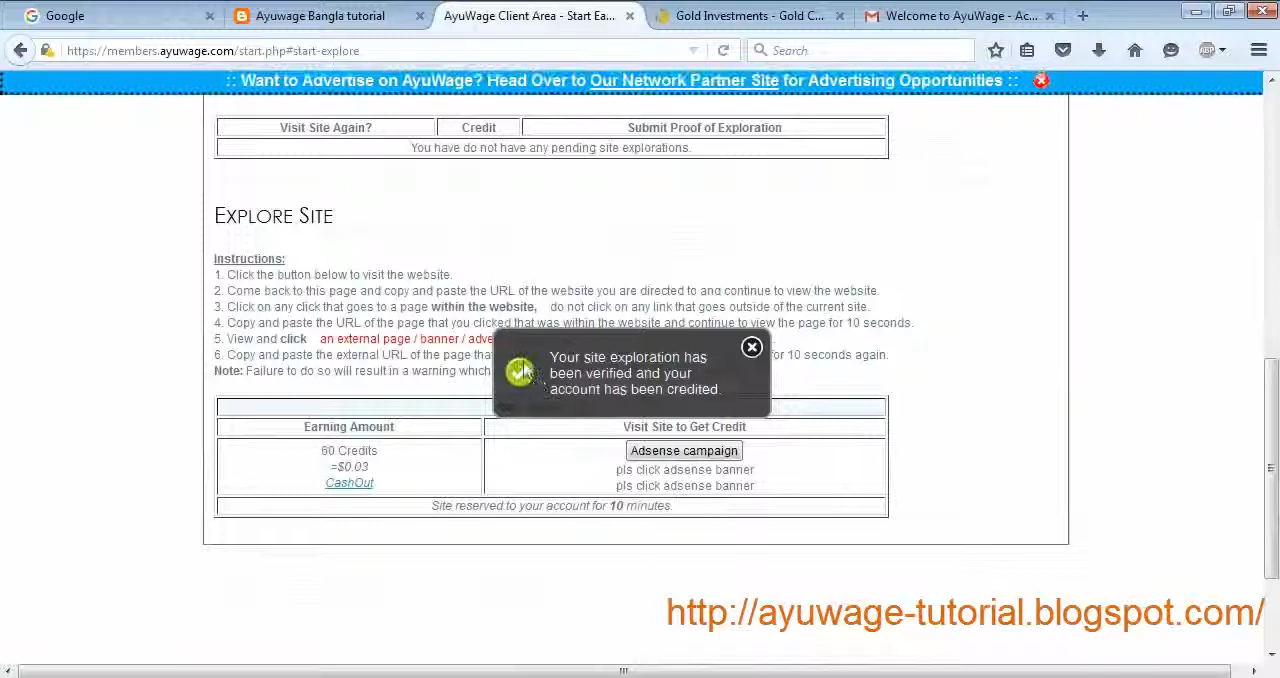 Google
Ayuwage Bangla tutorial
AyuWage Client Area - Start Ea...
Gold Investments - Gold C...
Welcome to AyuWage - Ac...
https://members.ayuwage.com/start.php#start-explore
Search
ABP
:: Want to Advertise on AyuWage? Head Over to Our Network Partner Site for Advertising Opportunities ::
Visit Site Again? Credit Submit Proof of Exploration
You have do not have any pending site explorations.
EXPLORE SITE
Instructions:
1. Click the button below to visit the website.
2. Come back to this page and copy and paste the URL of the website you are directed to and continue to view the website.
3. Click on any click that goes to a page within the website, do not click on any link that goes outside of the current site.
4. Copy and paste the URL of the page that you clicked that was within the website and continue to view the page for 10 seconds.
5. View and click an external page / banner / adve
6. Copy and paste the external URL of the page that for 10 seconds again.
Note: Failure to do so will result in a warning which
Your site exploration has
been verified and your
account has been credited.
Earning Amount Visit Site to Get Credit
60 Credits
=$0.03
CashOut
Adsense campaign
pls click adsense banner
pls click adsense banner
Site reserved to your account for 10 minutes.
http://ayuwage-tutorial.blogspot.com/